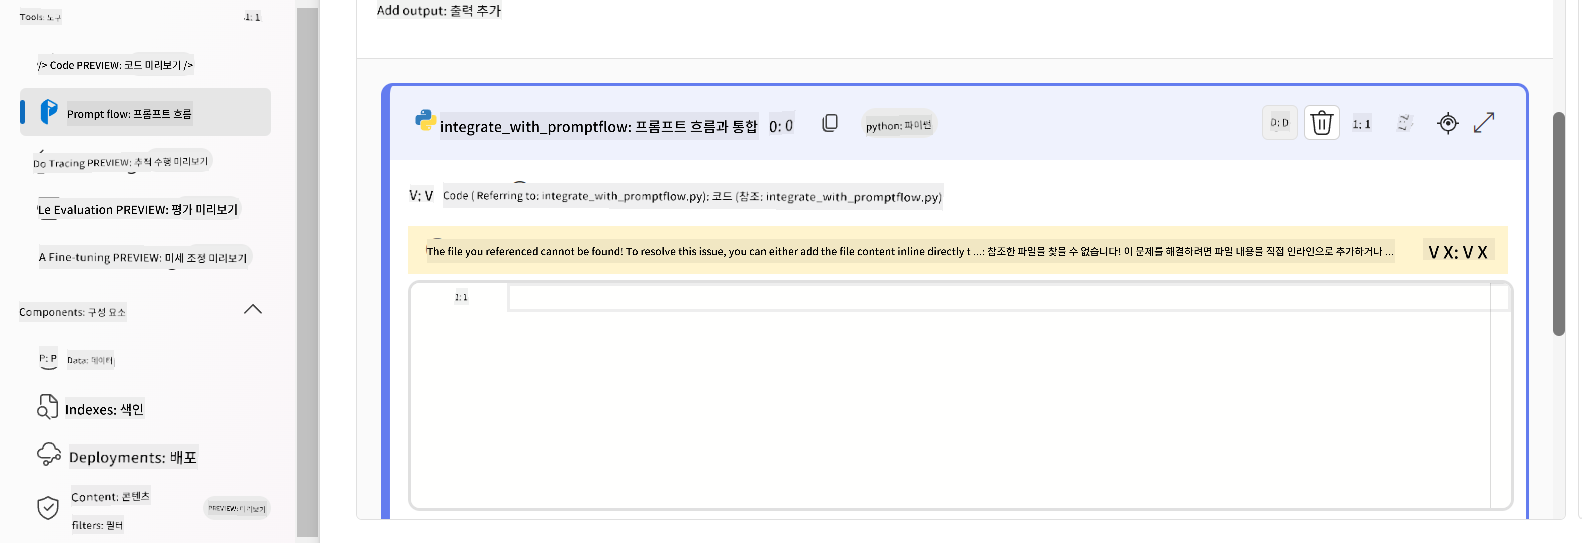 Tools: 도구 1: 1
/> Code PREVIEW: 코드 미리보기 />
Prompt flow: 프롬프트 흐름
Do Tracing PREVIEW: 추적 수행 미리보기
Le Evaluation PREVIEW: 평가 미리보기
A Fine-tuning PREVIEW: 미세 조정 미리보기
Components: 구성 요소
P: P Data: 데이터
Indexes: 색인
Deployments: 배포
Content: 콘텐츠
PREVIEW: 미리보기
filters: 필터
Add output: 출력 추가
integrate_with_promptflow: 프롬프트 흐름과 통합 0: 0 python: 파이썬 D: D 1: 1
V: V Code ( Referring to: integrate_with_promptflow.py): 코드 (참조: integrate_with_promptflow.py)
The file you referenced cannot be found! To resolve this issue, you can either add the file content inline directly t ...: 참조한 파일을 찾을 수 없습니다! 이 문제를 해결하려면 파일 내용을 직접 인라인으로 추가하거나 ... V X: V X
1: 1